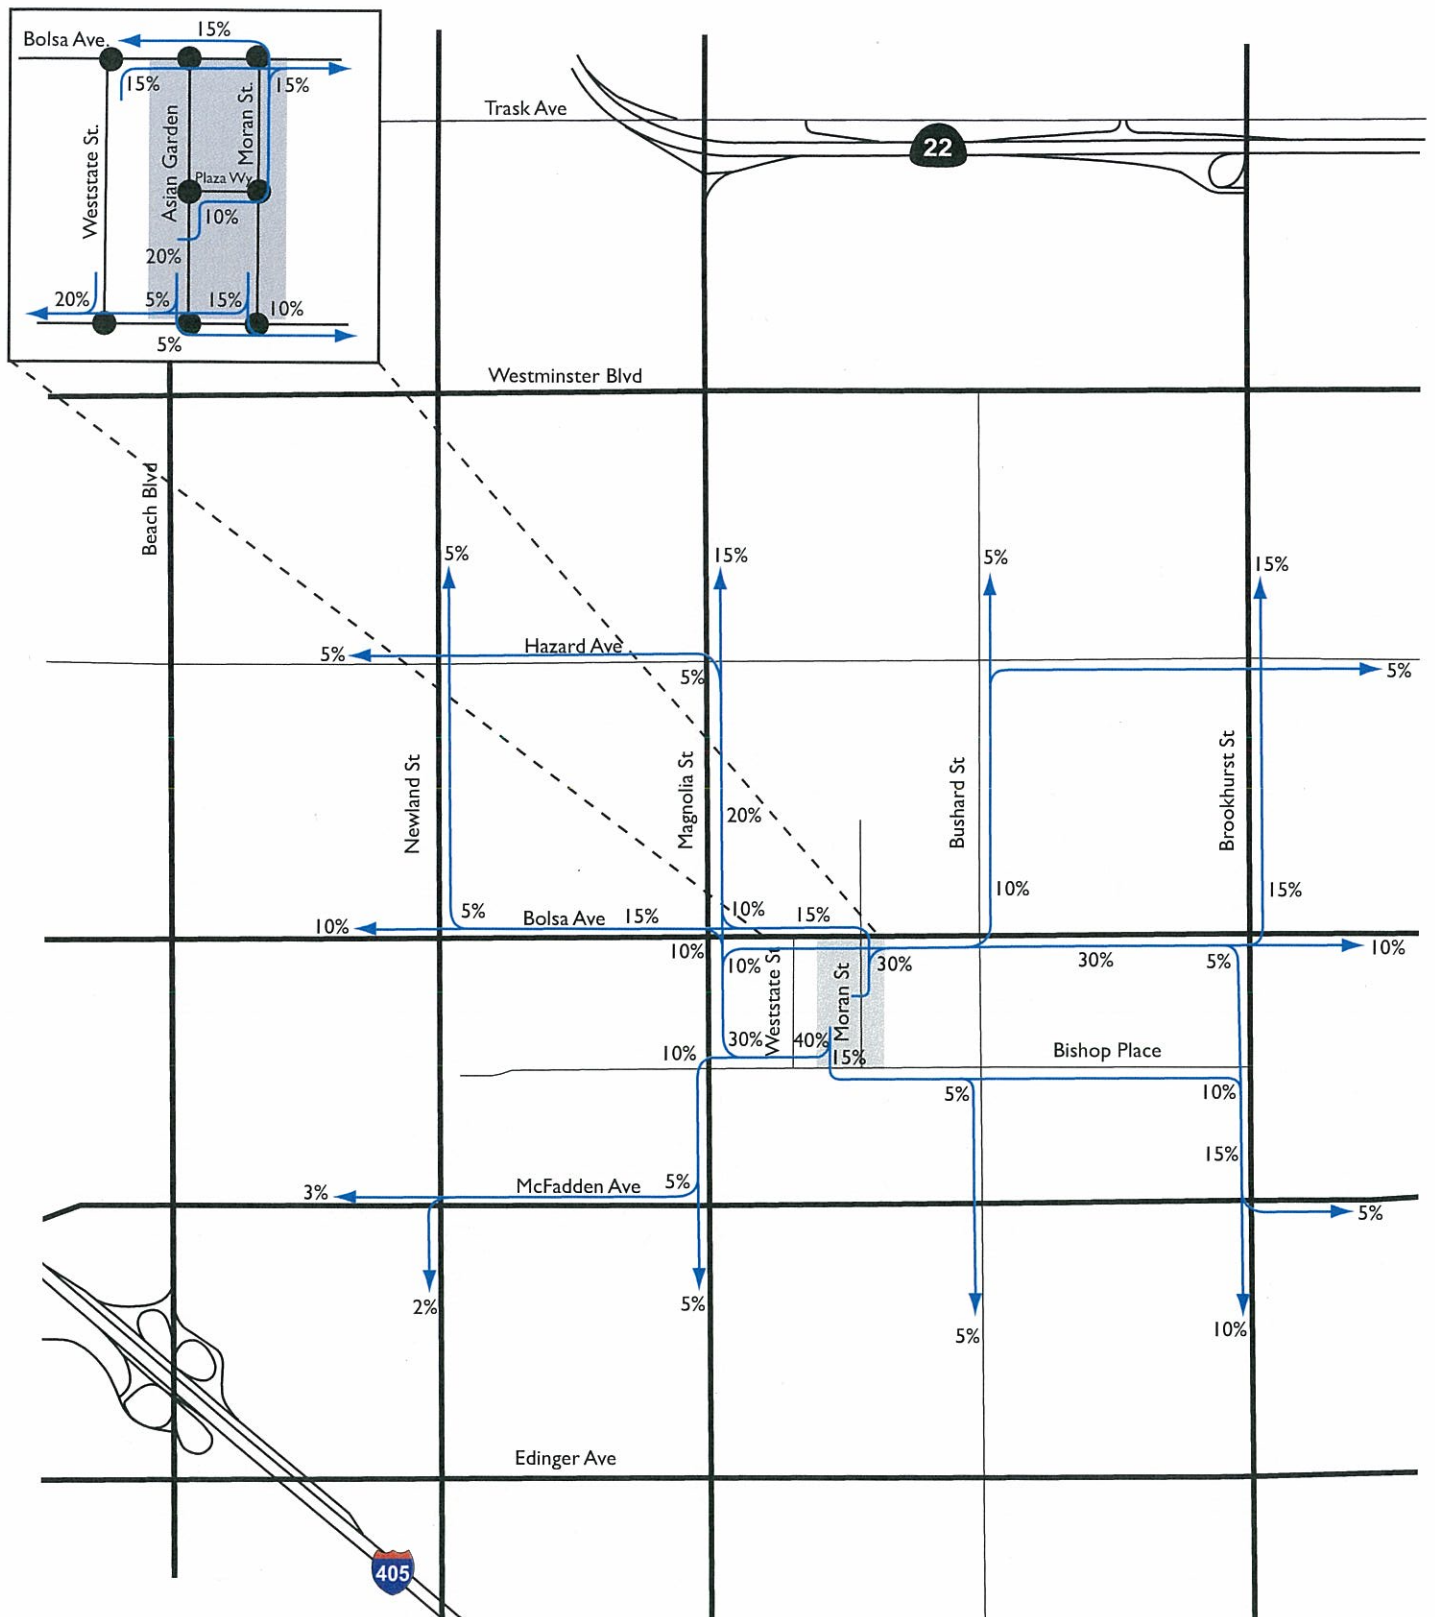 15%
Bolsa Ave.
15%
15%
Weststate St.
Asian Garden
Moran St.
Plaza Wy.
10%
20%
20%
5%
15%
10%
5%
Trask Ave
22
Westminster Blvd
Beach Blvd
5%
15%
5%
15%
5%
Hazard Ave
5%
5%
Newland St
Magnolia St
Bushard St
Brookhurst St
20%
10%
15%
10%
5%
Bolsa Ave
15%
10%
15%
10%
10%
30%
30%
5%
10%
Weststate St
Moran St
10%
30%
40%
15%
Bishop Place
5%
10%
15%
3%
McFadden Ave
5%
5%
2%
5%
5%
10%
Edinger Ave
405